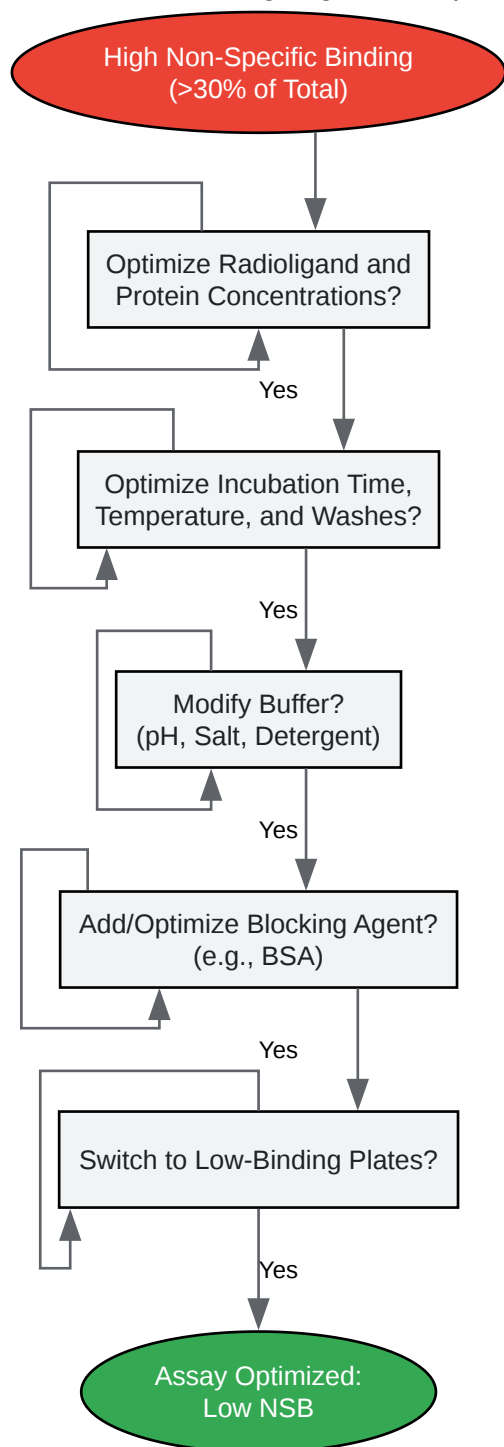 High Non-Specific Binding
(>30% of Total)
Optimize Radioligand and
Protein Concentrations?
Yes
Optimize Incubation Time,
Temperature, and Washes?
Yes
Modify Buffer?
(pH, Salt, Detergent)
Yes
Add/Optimize Blocking Agent?
(e.g., BSA)
Yes
Switch to Low-Binding Plates?
Yes
Assay Optimized:
Low NSB